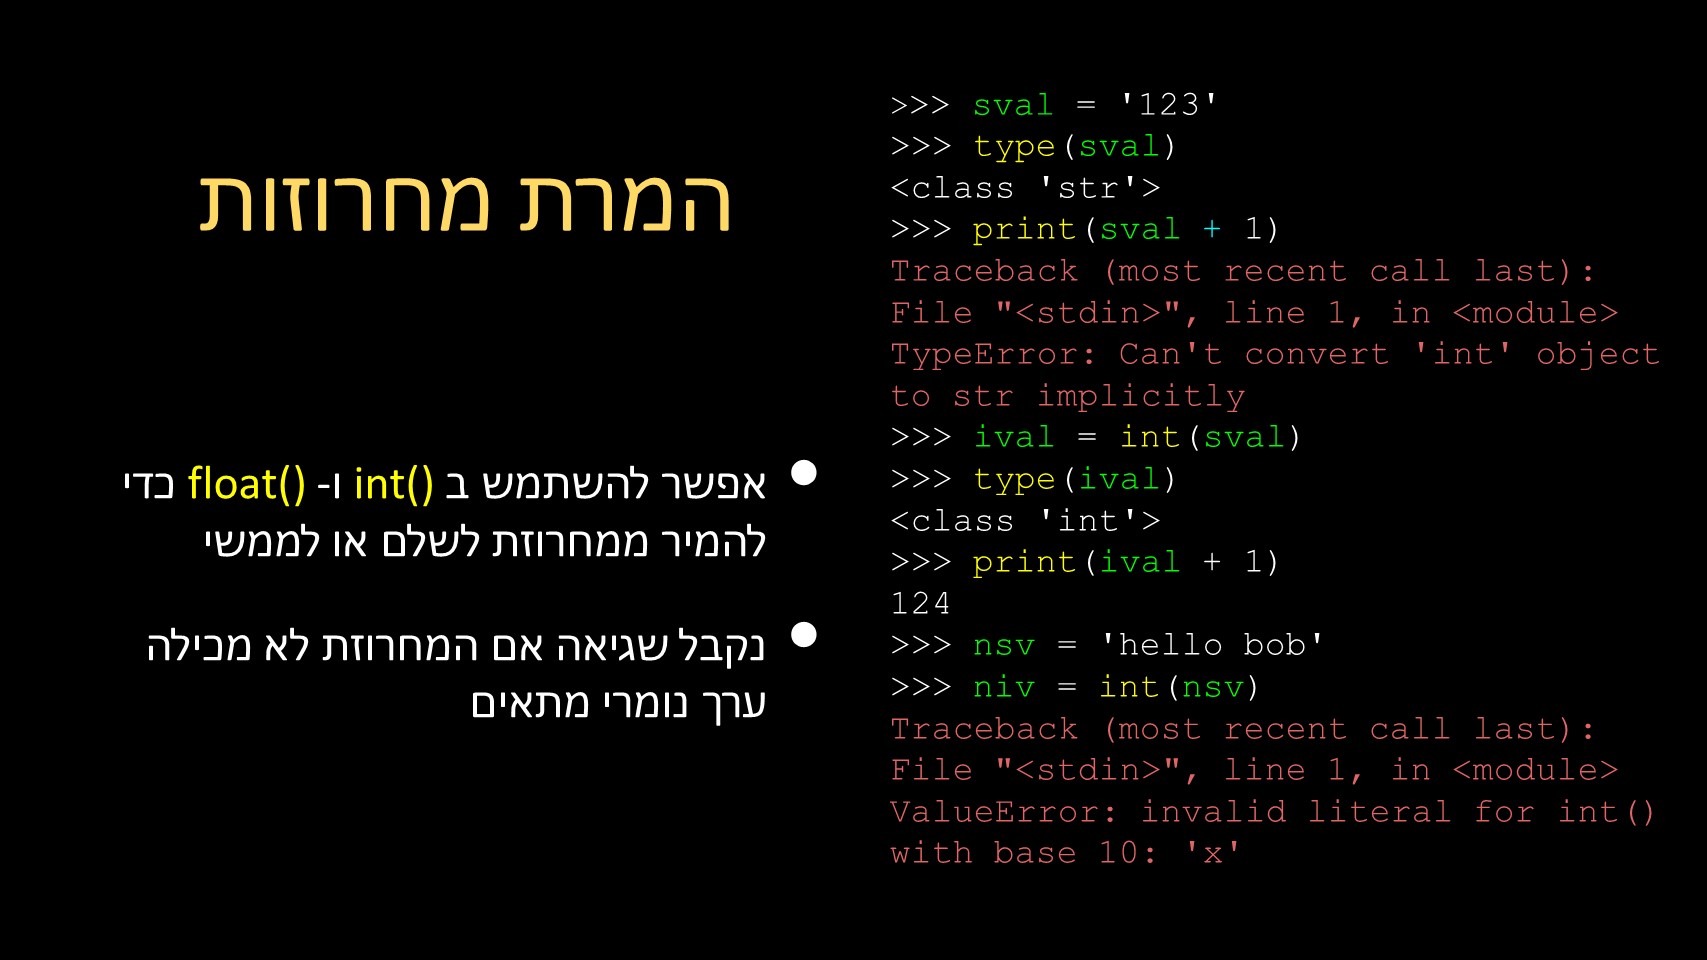 המרת מחרוזות
• אפשר להשתמש ב int() ו- float() כדי
להמיר ממחרוזת לשלם או לממשי
• נקבל שגיאה אם המחרוזת לא מכילה
ערך נומרי מתאים
>>> sval = '123'
>>> type(sval)
<class 'str'>
>>> print(sval + 1)
Traceback (most recent call last):
File "<stdin>", line 1, in <module>
TypeError: Can't convert 'int' object
to str implicitly
>>> ival = int(sval)
>>> type(ival)
<class 'int'>
>>> print(ival + 1)
124
>>> nsv = 'hello bob'
>>> niv = int(nsv)
Traceback (most recent call last):
File "<stdin>", line 1, in <module>
ValueError: invalid literal for int()
with base 10: 'x'